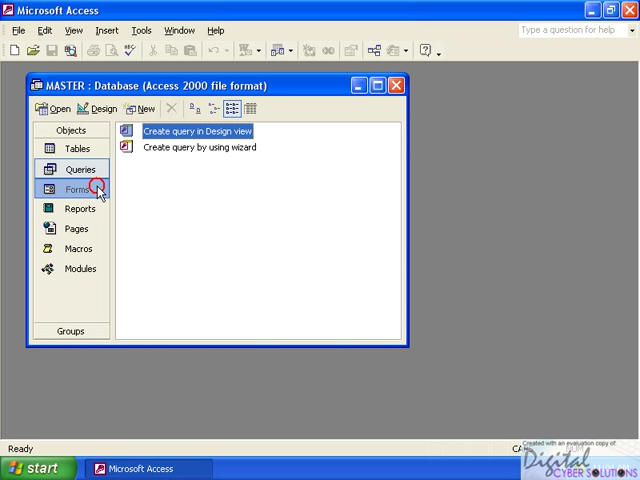 Microsoft Access
File Edit View Insert Tools Window Help
Type a question for help
MASTER : Database (Access 2000 file format)
Open Design New
Objects
Tables
Queries
Forms
Reports
Pages
Macros
Modules
Groups
Create query in Design view
Create query by using wizard
Ready
start
Microsoft Access
Created with an evaluation copy of
Digital
CYBER SOLUTIONS